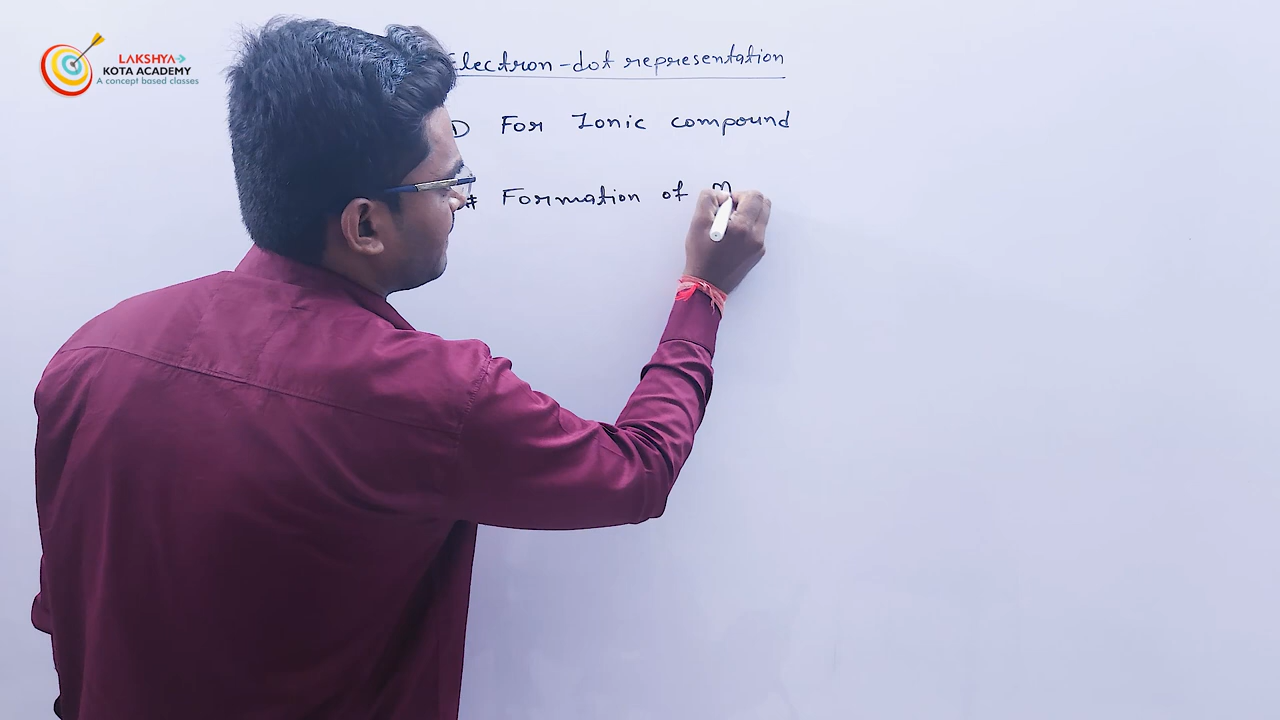 LAKSHYA
KOTA ACADEMY
A concept based classes
Electron-dot representation
For Ionic compound
# Formation of